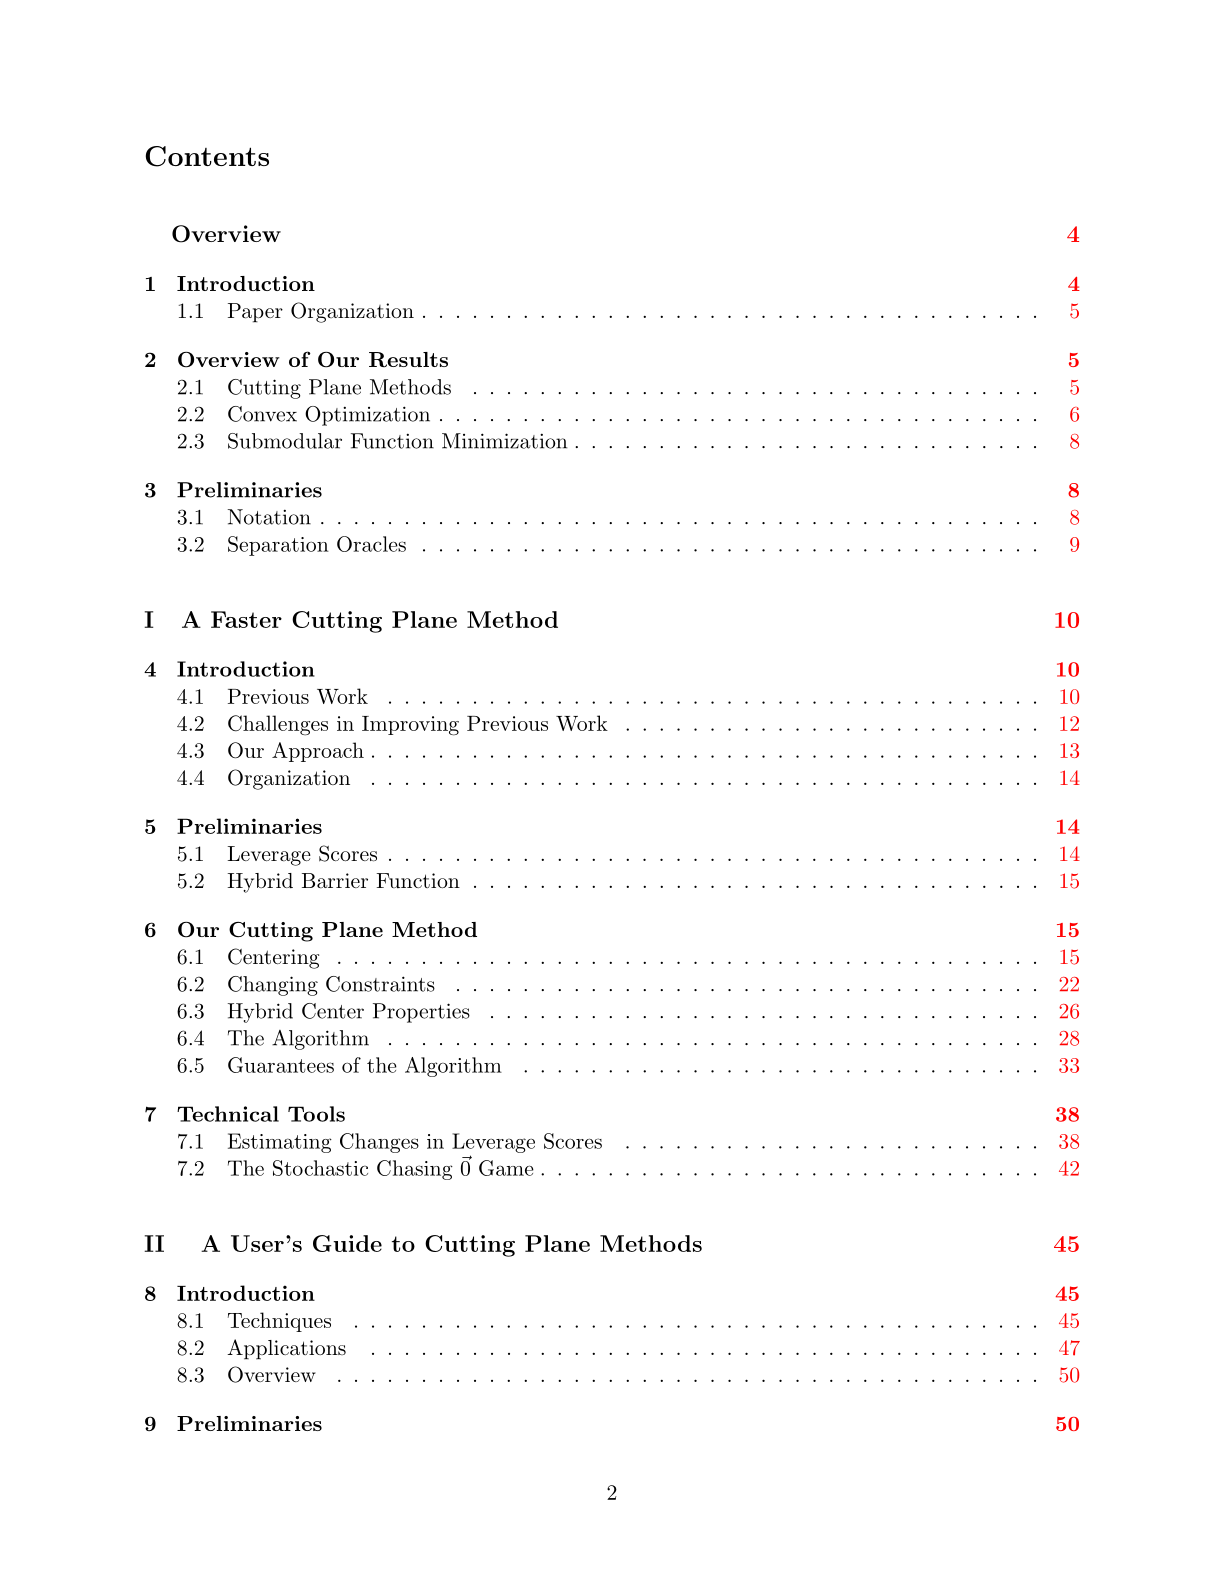 Contents
Overview 4
1 Introduction 4
1.1 Paper Organization . . . . . . . . . . . . . . . . . . . . . . . . . . . . . . . . . . . . . 5
2 Overview of Our Results 5
2.1 Cutting Plane Methods . . . . . . . . . . . . . . . . . . . . . . . . . . . . . . . . . . 5
2.2 Convex Optimization . . . . . . . . . . . . . . . . . . . . . . . . . . . . . . . . . . . . 6
2.3 Submodular Function Minimization . . . . . . . . . . . . . . . . . . . . . . . . . . . . 8
3 Preliminaries 8
3.1 Notation . . . . . . . . . . . . . . . . . . . . . . . . . . . . . . . . . . . . . . . . . . . 8
3.2 Separation Oracles . . . . . . . . . . . . . . . . . . . . . . . . . . . . . . . . . . . . . 9
I A Faster Cutting Plane Method 10
4 Introduction 10
4.1 Previous Work . . . . . . . . . . . . . . . . . . . . . . . . . . . . . . . . . . . . . . . 10
4.2 Challenges in Improving Previous Work . . . . . . . . . . . . . . . . . . . . . . . . . 12
4.3 Our Approach . . . . . . . . . . . . . . . . . . . . . . . . . . . . . . . . . . . . . . . . 13
4.4 Organization . . . . . . . . . . . . . . . . . . . . . . . . . . . . . . . . . . . . . . . . 14
5 Preliminaries 14
5.1 Leverage Scores . . . . . . . . . . . . . . . . . . . . . . . . . . . . . . . . . . . . . . . 14
5.2 Hybrid Barrier Function . . . . . . . . . . . . . . . . . . . . . . . . . . . . . . . . . . 15
6 Our Cutting Plane Method 15
6.1 Centering . . . . . . . . . . . . . . . . . . . . . . . . . . . . . . . . . . . . . . . . . . 15
6.2 Changing Constraints . . . . . . . . . . . . . . . . . . . . . . . . . . . . . . . . . . . 22
6.3 Hybrid Center Properties . . . . . . . . . . . . . . . . . . . . . . . . . . . . . . . . . 26
6.4 The Algorithm . . . . . . . . . . . . . . . . . . . . . . . . . . . . . . . . . . . . . . . 28
6.5 Guarantees of the Algorithm . . . . . . . . . . . . . . . . . . . . . . . . . . . . . . . 33
7 Technical Tools 38
7.1 Estimating Changes in Leverage Scores . . . . . . . . . . . . . . . . . . . . . . . . . 38
7.2 The Stochastic Chasing 0⃗ Game . . . . . . . . . . . . . . . . . . . . . . . . . . . . . . 42
II A User's Guide to Cutting Plane Methods 45
8 Introduction 45
8.1 Techniques . . . . . . . . . . . . . . . . . . . . . . . . . . . . . . . . . . . . . . . . . 45
8.2 Applications . . . . . . . . . . . . . . . . . . . . . . . . . . . . . . . . . . . . . . . . 47
8.3 Overview . . . . . . . . . . . . . . . . . . . . . . . . . . . . . . . . . . . . . . . . . . 50
9 Preliminaries 50
2